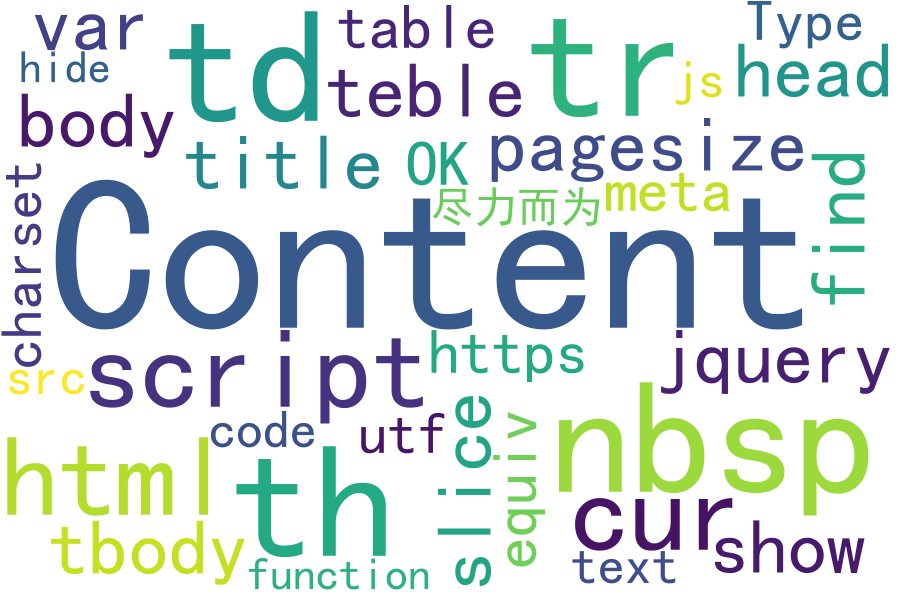 var
table
Type
hide
td
tr
js
head
body
teble
title
OK
pagesize
尽力而为
meta
charset
Content
find
script
https
jquery
src
code
utf
slice
equiv
nbsp
html
th
cur
tbody
show
function
text